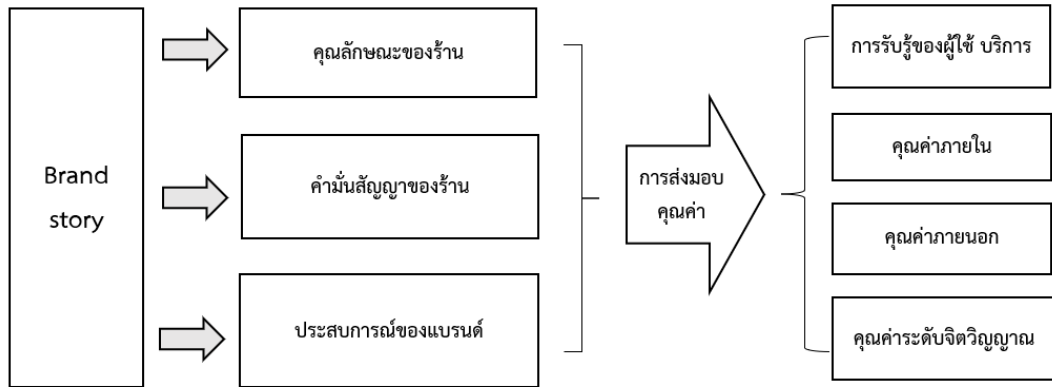 Brand
story
คุณลักษณะของร้าน
คำมั่นสัญญาของร้าน
ประสบการณ์ของแบรนด์
การส่งมอบ
คุณค่า
การรับรู้ของผู้ใช้ บริการ
คุณค่าภายใน
คุณค่าภายนอก
คุณค่าระดับจิตวิญญาณ